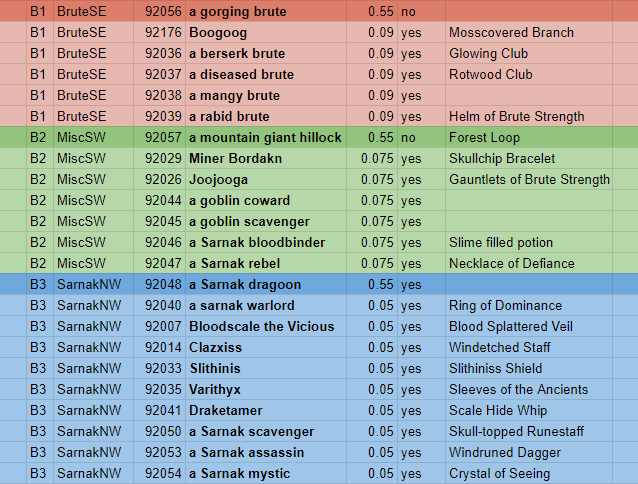 B1 BruteSE 92056 a gorging brute 0.55 no
B1 BruteSE 92176 Boogoog 0.09 yes Mosscovered Branch
B1 BruteSE 92036 a berserk brute 0.09 yes Glowing Club
B1 BruteSE 92037 a diseased brute 0.09 yes Rotwood Club
B1 BruteSE 92038 a mangy brute 0.09 yes
B1 BruteSE 92039 a rabid brute 0.09 yes Helm of Brute Strength
B2 MiscSW 92057 a mountain giant hillock 0.55 no Forest Loop
B2 MiscSW 92029 Miner Bordakn 0.075 yes Skullchip Bracelet
B2 MiscSW 92026 Joojooga 0.075 yes Gauntlets of Brute Strength
B2 MiscSW 92044 a goblin coward 0.075 yes
B2 MiscSW 92045 a goblin scavenger 0.075 yes
B2 MiscSW 92046 a Sarnak bloodbinder 0.075 yes Slime filled potion
B2 MiscSW 92047 a Sarnak rebel 0.075 yes Necklace of Defiance
B3 SarnakNW 92048 a Sarnak dragoon 0.55 yes
B3 SarnakNW 92040 a sarnak warlord 0.05 yes Ring of Dominance
B3 SarnakNW 92007 Bloodscale the Vicious 0.05 yes Blood Splattered Veil
B3 SarnakNW 92014 Clazxiss 0.05 yes Windetched Staff
B3 SarnakNW 92033 Slithinis 0.05 yes Slithiniss Shield
B3 SarnakNW 92035 Varithyx 0.05 yes Sleeves of the Ancients
B3 SarnakNW 92041 Draketamer 0.05 yes Scale Hide Whip
B3 SarnakNW 92050 a Sarnak scavenger 0.05 yes Skull-topped Runestaff
B3 SarnakNW 92053 a Sarnak assassin 0.05 yes Windruned Dagger
B3 SarnakNW 92054 a Sarnak mystic 0.05 yes Crystal of Seeing